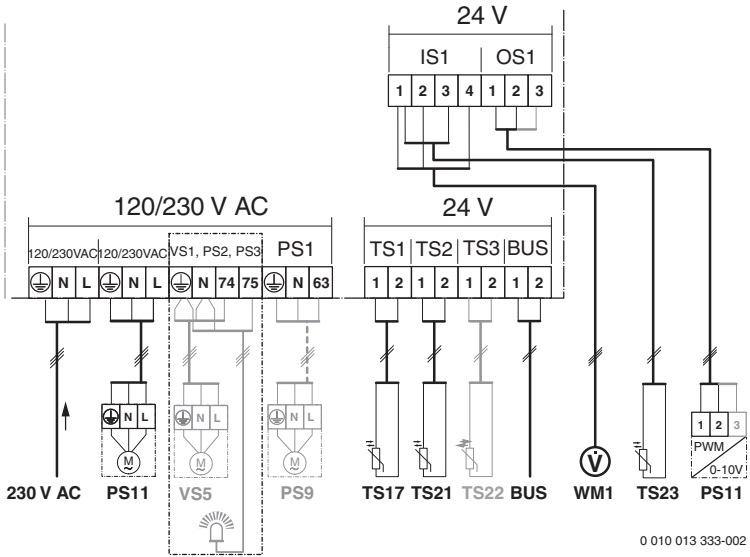 24 V
IS1 OS1
1 2 3 4 1 2 3
120/230 V AC 24 V
120/230VAC 120/230VAC VS1, PS2, PS3 PS1 TS1 TS2 TS3 BUS
N L N L N 74 75 N 63 1 2 1 2 1 2 1 2
N L N L N L 1 2 3
M ~ M ~ M ~ V̇ PWM
0-10V
230 V AC PS11 VS5 PS9 TS17 TS21 TS22 BUS WM1 TS23 PS11
0 010 013 333-002